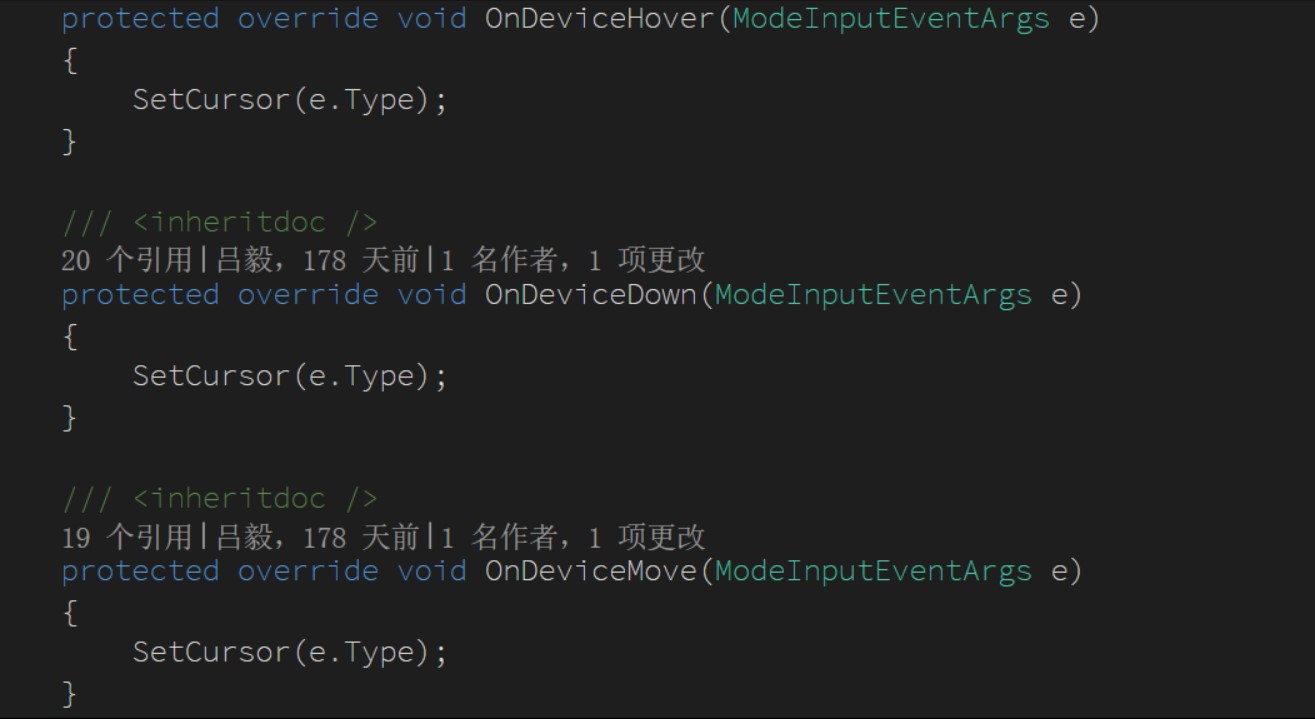 protected override void OnDeviceHover(ModeInputEventArgs e)
{
SetCursor(e.Type);
}
/// <inheritdoc />
20 个引用|吕毅，178 天前|1 名作者，1 项更改
protected override void OnDeviceDown(ModeInputEventArgs e)
{
SetCursor(e.Type);
}
/// <inheritdoc />
19 个引用|吕毅，178 天前|1 名作者，1 项更改
protected override void OnDeviceMove(ModeInputEventArgs e)
{
SetCursor(e.Type);
}